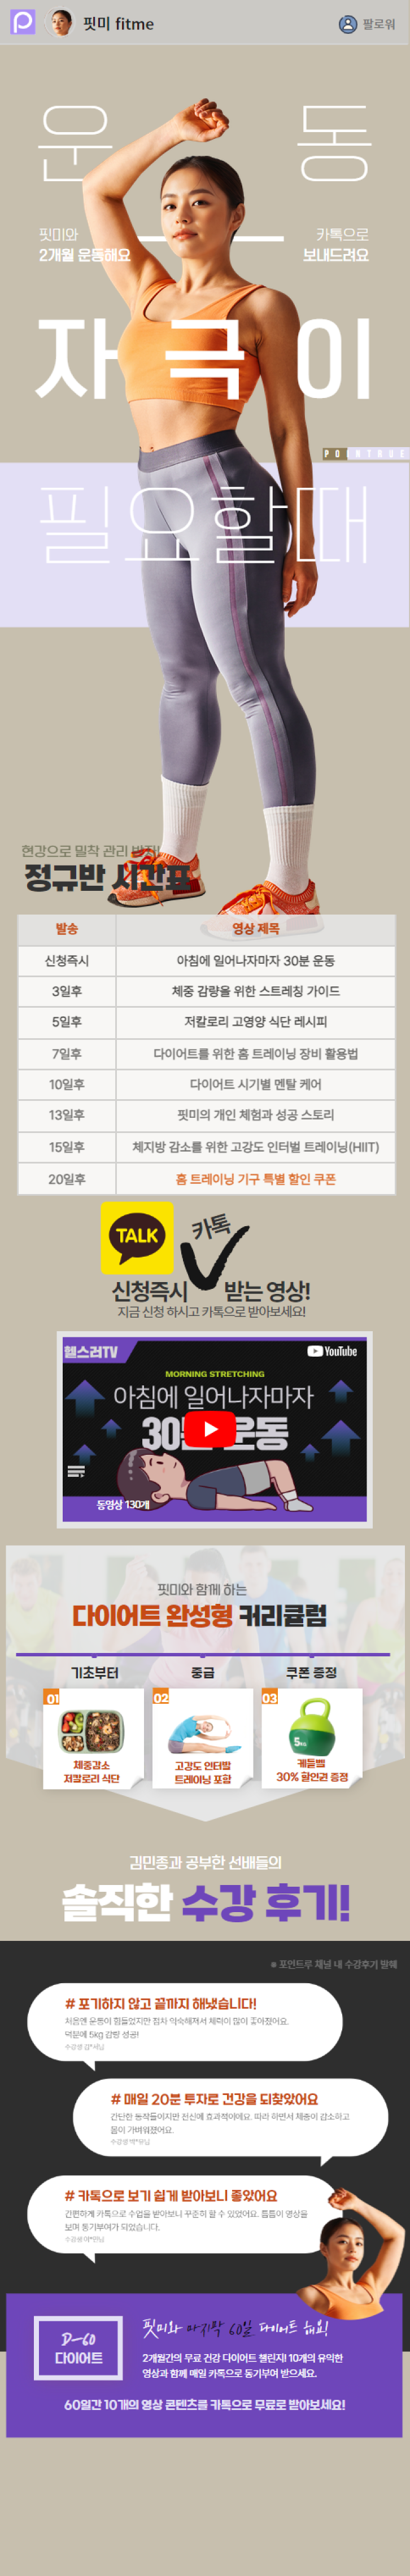 핏미 fitme
팔로워
운 동
핏미와
2개월 운동해요
카톡으로
보내드려요
자극이
POINTRUE
필요할때
현강으로 밀착 관리 받자!
정규반 시간표
발송 영상 제목
신청즉시 아침에 일어나자마자 30분 운동
3일후 체중 감량을 위한 스트레칭 가이드
5일후 저칼로리 고영양 식단 레시피
7일후 다이어트를 위한 홈 트레이닝 장비 활용법
10일후 다이어트 시기별 멘탈 케어
13일후 핏미의 개인 체험과 성공 스토리
15일후 체지방 감소를 위한 고강도 인터벌 트레이닝(HIIT)
20일후 홈 트레이닝 기구 특별 할인 쿠폰
TALK
카톡
신청즉시 받는 영상!
지금 신청 하시고 카톡으로 받아보세요!
헬스러TV
YouTube
MORNING STRETCHING
아침에 일어나자마자
30분 운동
동영상 130개
핏미와 함께 하는
다이어트 완성형 커리큘럼
기초부터 중급 쿠폰 증정
01
체중감소
저칼로리 식단
02
고강도 인터발
트레이닝 포함
03
5kg
케틀벨
30% 할인권 증정
김민종과 공부한 선배들의
솔직한 수강 후기!
※ 포인트루 채널 내 수강후기 발췌
# 포기하지 않고 끝까지 해냈습니다!
처음엔 운동이 힘들었지만 점차 익숙해져서 체력이 많이 좋아졌어요.
덕분에 5kg 감량 성공!
# 매일 20분 투자로 건강을 되찾았어요
간단한 동작들이지만 전신에 효과적이에요. 따라 하면서 체중이 감소하고
몸이 가벼워졌어요.
# 카톡으로 보기 쉽게 받아보니 좋았어요
간편하게 카톡으로 수업을 받아보니 꾸준히 할 수 있었어요. 틈틈이 영상을
보며 동기부여가 되었습니다.
D-60
다이어트
핏미와 마지막 60일 다이어트 해요!
2개월간의 무료 건강 다이어트 챌린지! 10개의 유익한
영상과 함께 매일 카톡으로 동기부여 받으세요.
60일간 10개의 영상 콘텐츠를 카톡으로 무료로 받아보세요!